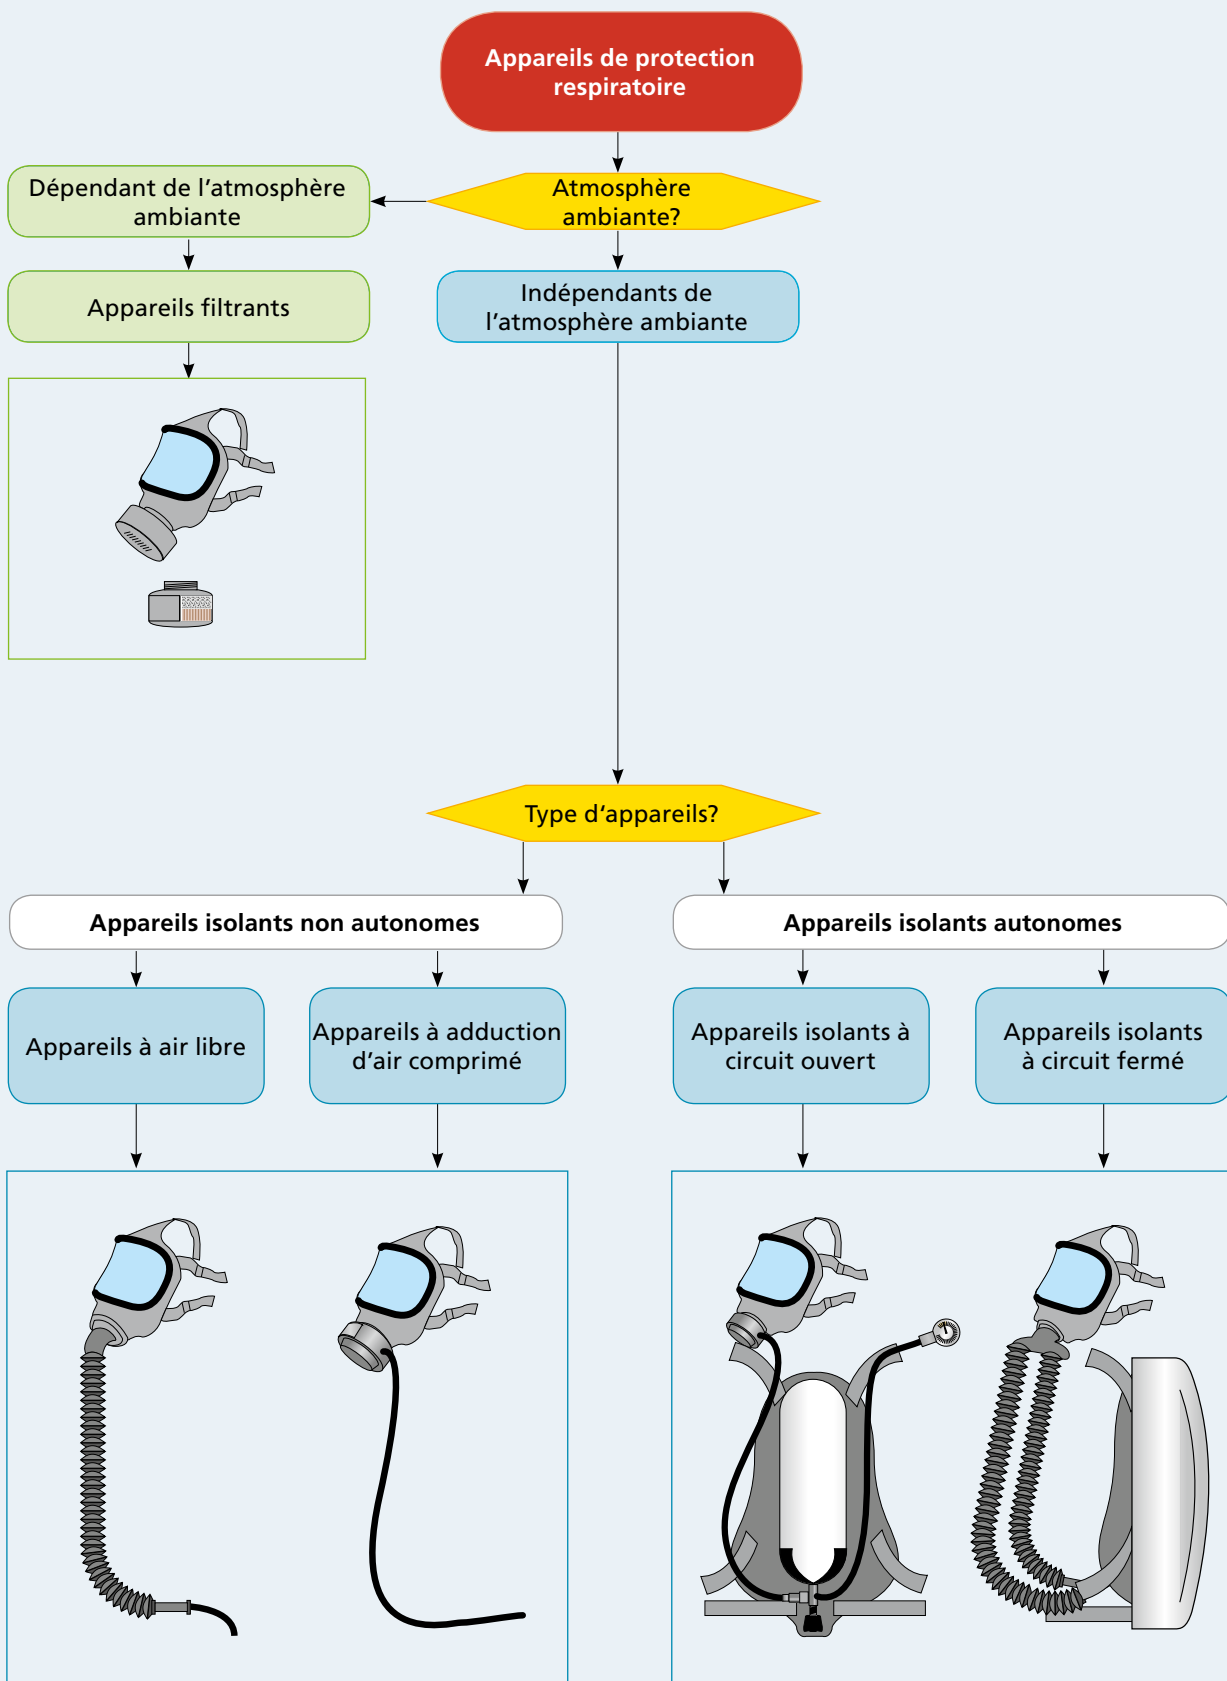 Appareils de protection
respiratoire
Atmosphère
ambiante?
Dépendant de l’atmosphère
ambiante
Appareils filtrants
Indépendants de
l’atmosphère ambiante
Type d‘appareils?
Appareils isolants non autonomes
Appareils isolants autonomes
Appareils à air libre
Appareils à adduction
d’air comprimé
Appareils isolants à
circuit ouvert
Appareils isolants
à circuit fermé